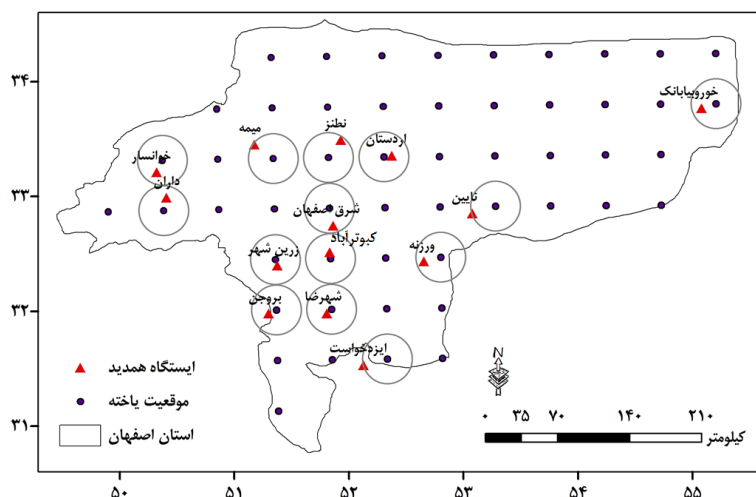 ۳۴
۳۳
۳۲
۳۱
خوروبیابانک
نطنز
میمه
اردستان
خوانسار
داران
شرق اصفهان
نایین
کبوترآباد
زرین شهر
ورزنه
بروجن
شهرضا
ایزدخواست
ایستگاه همدید
موقعیت یاخته
استان اصفهان
N
۰ ۳۵ ۷۰ ۱۴۰ ۲۱۰
کیلومتر
۵۰ ۵۱ ۵۲ ۵۳ ۵۴ ۵۵